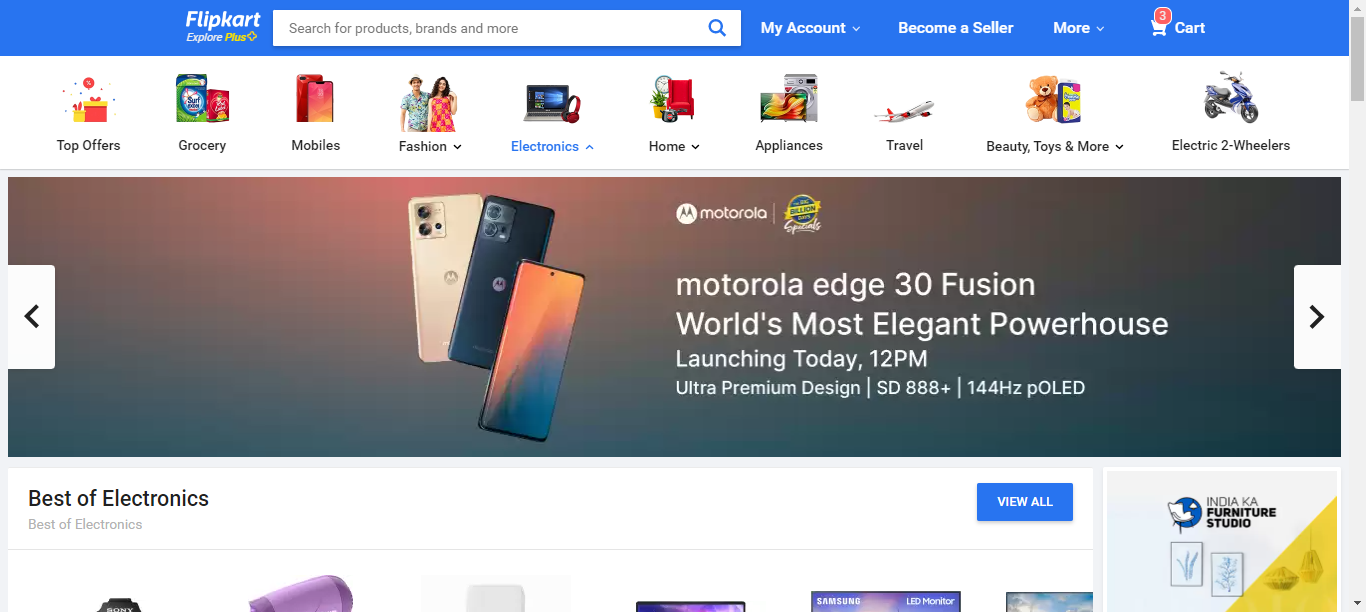 Flipkart
Explore Plus
Search for products, brands and more
My Account
Become a Seller
More
3
Cart
Top Offers
Grocery
Mobiles
Fashion
Electronics
Home
Appliances
Travel
Beauty, Toys & More
Electric 2-Wheelers
motorola
THE BIG
BILLION
DAYS
Specials
motorola edge 30 Fusion
World's Most Elegant Powerhouse
Launching Today, 12PM
Ultra Premium Design | SD 888+ | 144Hz pOLED
Best of Electronics
Best of Electronics
VIEW ALL
INDIA KA
FURNITURE
STUDIO
SONY
SAMSUNG
LED Monitor